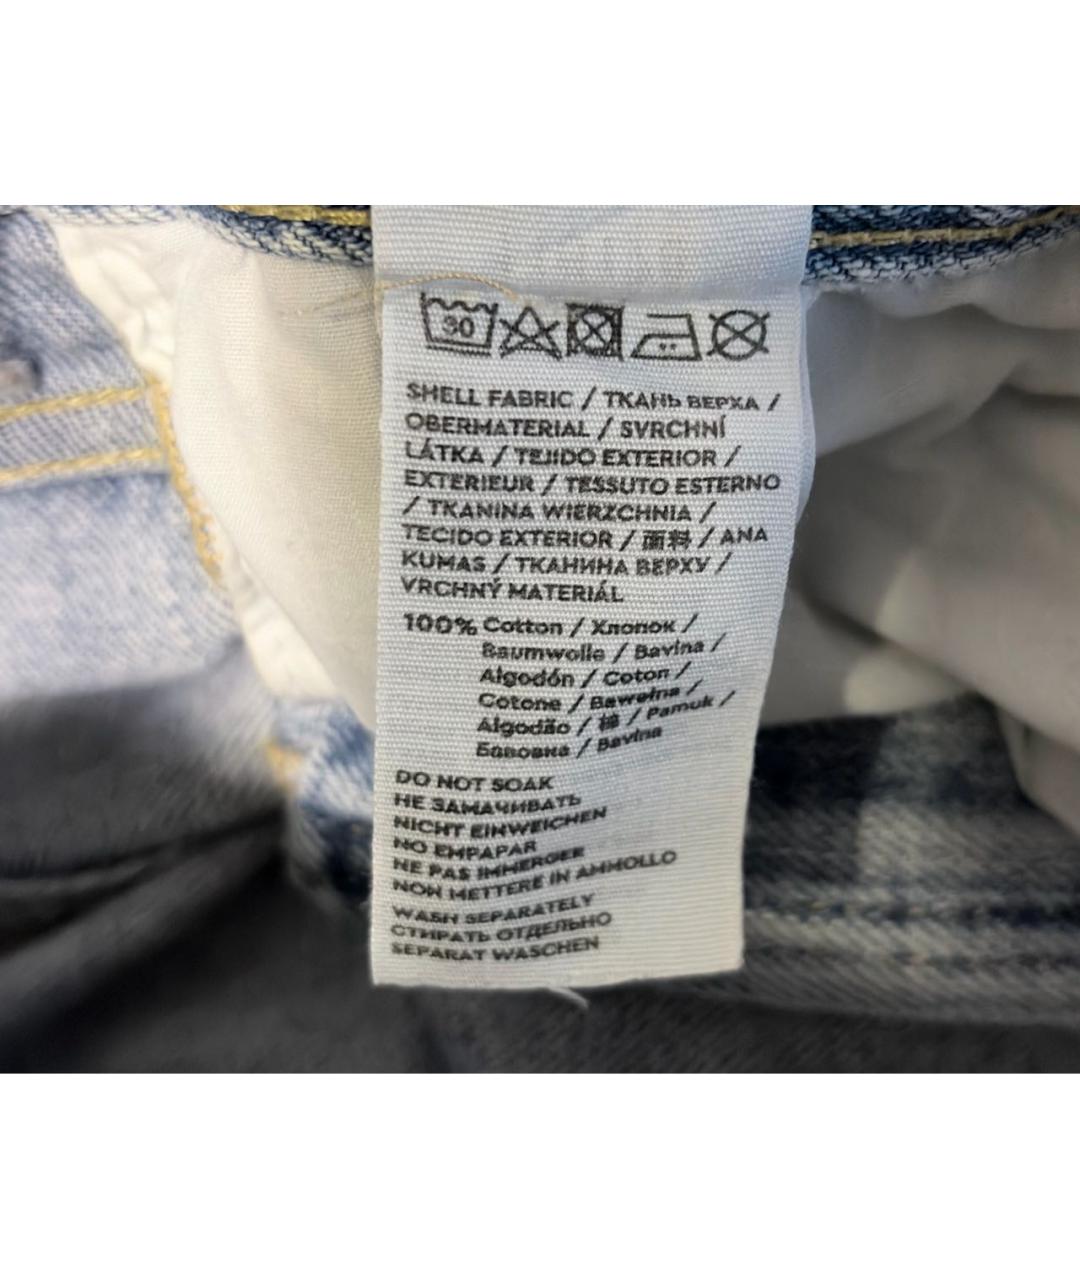 30
SHELL FABRIC / ТКАНЬ ВЕРХА /
OBERMATERIAL / SVRCHNÍ
LÁTKA / TEJIDO EXTERIOR /
EXTERIEUR / TESSUTO ESTERNO
/ TKANINA WIERZCHNIA /
TECIDO EXTERIOR / 面料 / ANA
KUMAS / ТКАНИНА ВЕРХУ /
VRCHNÝ MATERIÁL
100% Cotton / Хлопок /
Baumwolle / Bavlna /
Algodón / Coton /
Cotone / Bawełna /
Algodão / 棉 / Pamuk /
Бавовна / Bavlna
DO NOT SOAK
НЕ ЗАМАЧИВАТЬ
NICHT EINWEICHEN
NO EMPAPAR
NE PAS IMMERGER
NON METTERE IN AMMOLLO
WASH SEPARATELY
СТИРАТЬ ОТДЕЛЬНО
SEPARAT WASCHEN